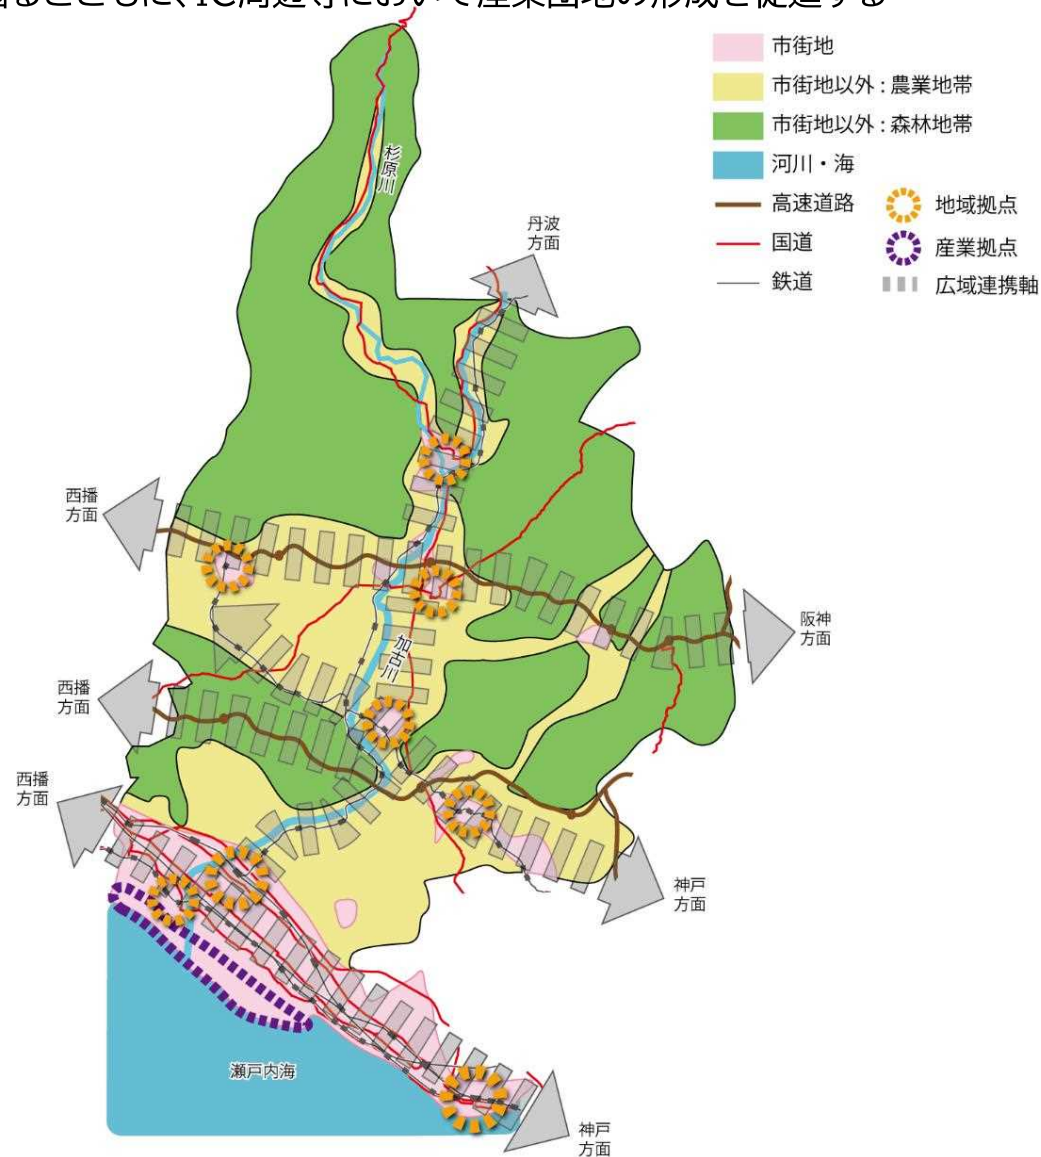 るとともに、IC周辺等において産業団地の形成を促進する
市街地
市街地以外：農業地帯
市街地以外：森林地帯
河川・海
高速道路
国道
鉄道
地域拠点
産業拠点
広域連携軸
杉原川
丹波
方面
西播
方面
阪神
方面
加古川
西播
方面
西播
方面
神戸
方面
瀬戸内海
神戸
方面